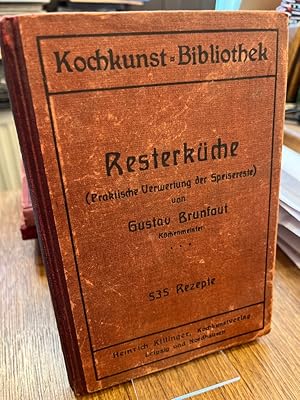 Kochkunst=Bibliothek
Resterküche
(Praktische Verwertung der Speisereste)
von
Gustav Brunfaut
Küchenmeister
535 Rezepte
Heinrich Killinger, Kochkunstverlag
Leipzig und Nordhausen